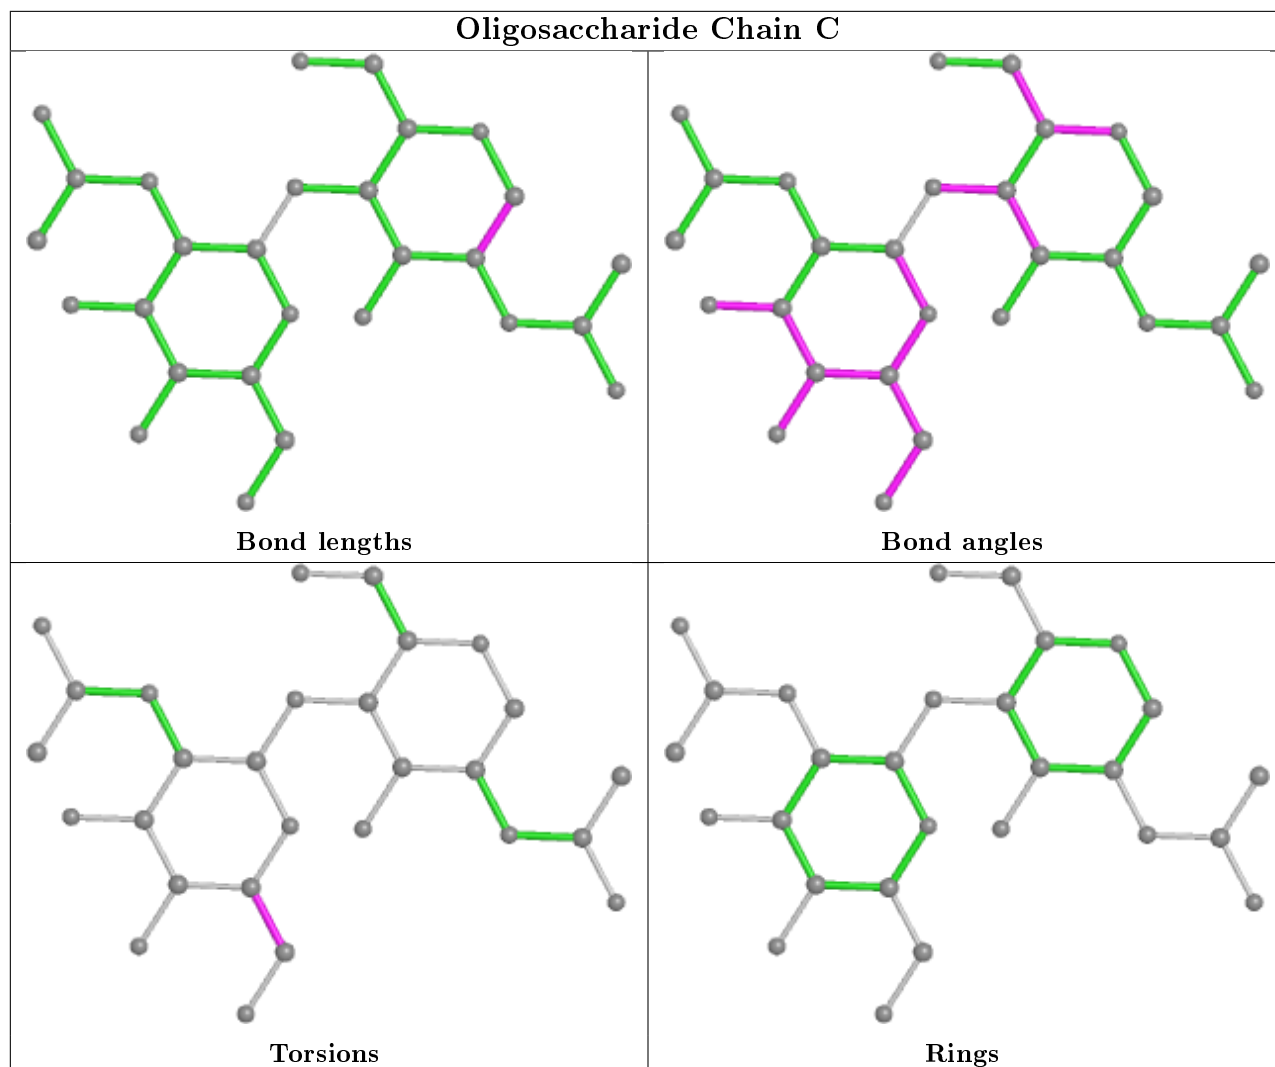 Oligosaccharide Chain C
Bond lengths
Bond angles
Torsions
Rings